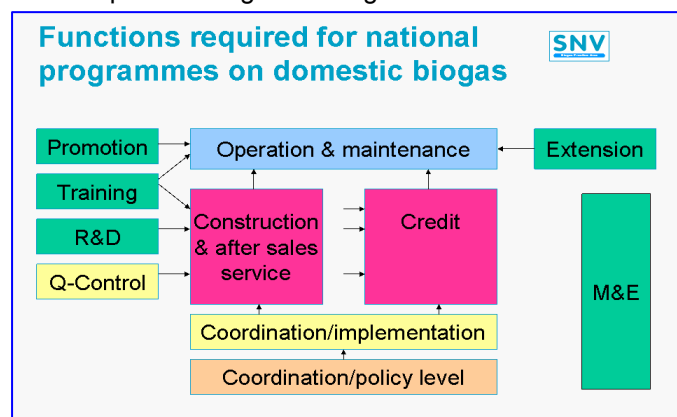 Functions required for national
programmes on domestic biogas
SNV
Promotion
Operation & maintenance
Extension
Training
Construction
& after sales
service
Credit
R&D
Q-Control
M&E
Coordination/implementation
Coordination/policy level